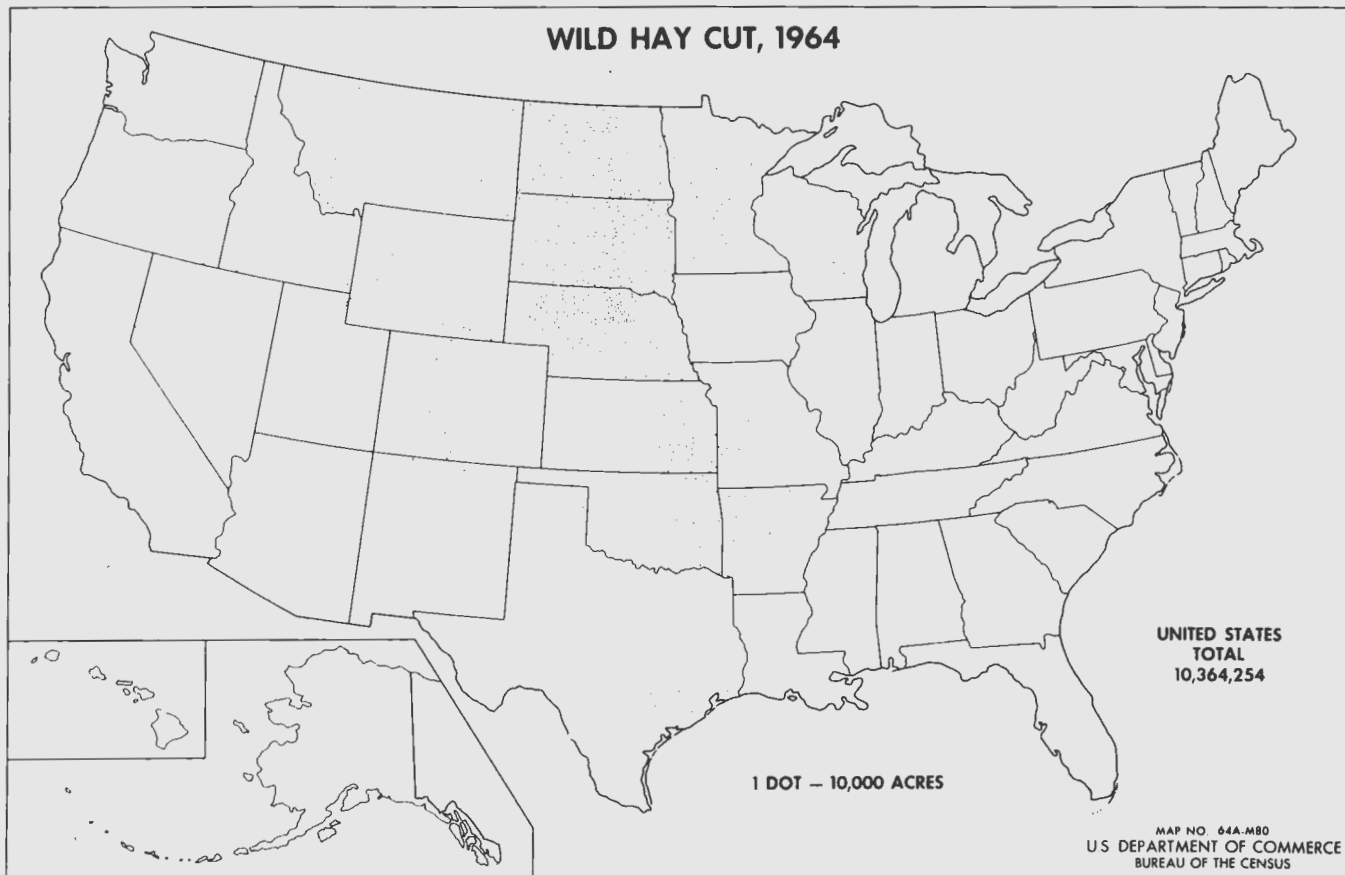 WILD HAY CUT, 1964
UNITED STATES
TOTAL
10,364,254
1 DOT — 10,000 ACRES
MAP NO. 64A-M80
U S DEPARTMENT OF COMMERCE
BUREAU OF THE CENSUS